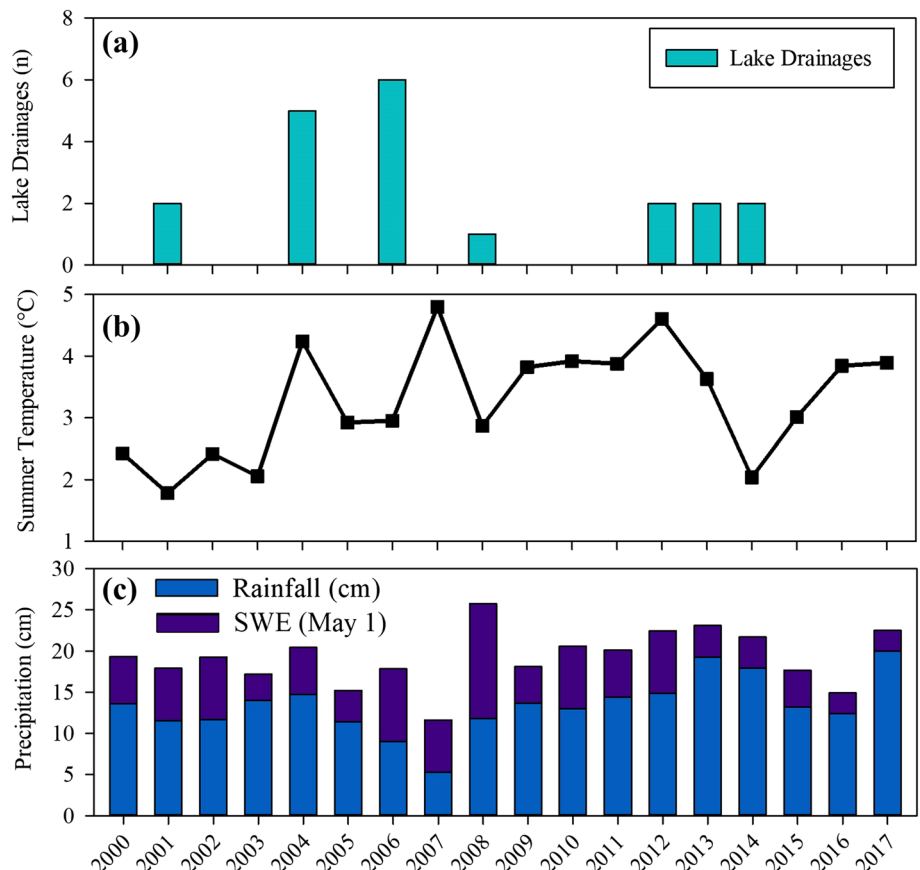 (a)
Lake Drainages
Lake Drainages (n)
8
6
4
2
0
(b)
Summer Temperature (°C)
5
4
3
2
1
(c)
Rainfall (cm)
SWE (May 1)
Precipitation (cm)
30
25
20
15
10
5
0
2000 2001 2002 2003 2004 2005 2006 2007 2008 2009 2010 2011 2012 2013 2014 2015 2016 2017